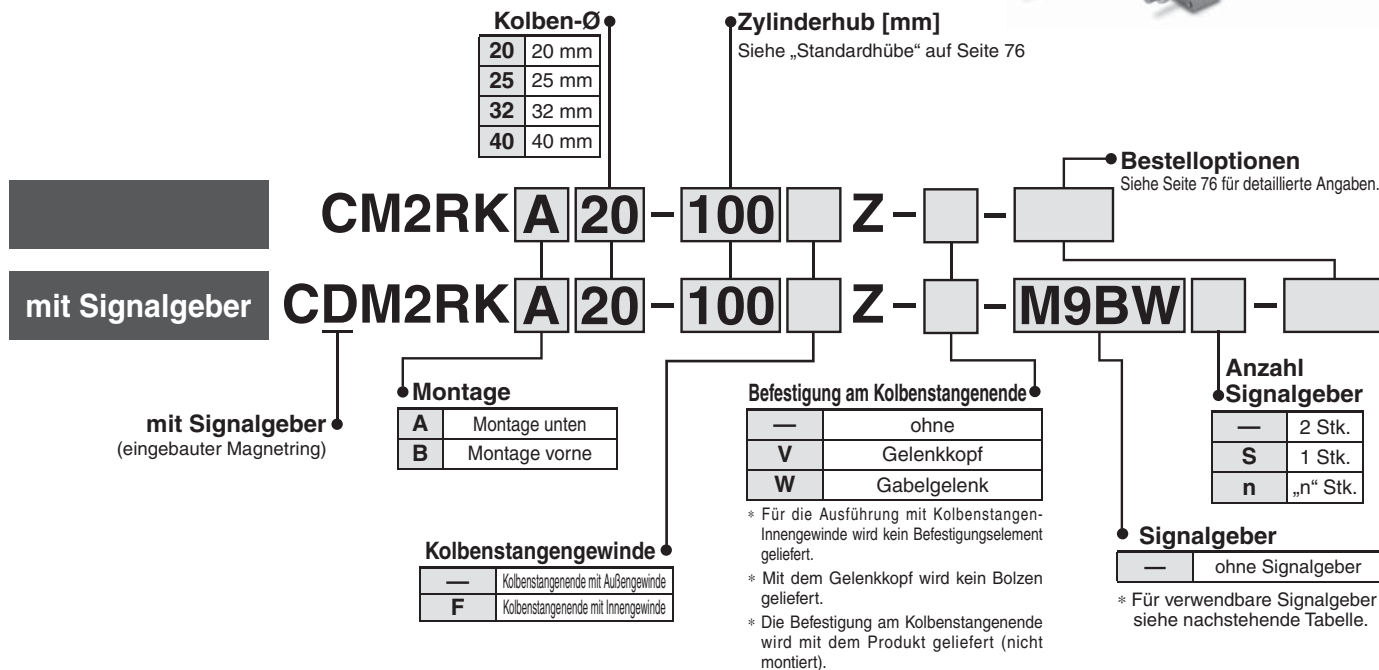 Kolben-Ø
20 20 mm
25 25 mm
32 32 mm
40 40 mm
Zylinderhub [mm]
Siehe „Standardhübe“ auf Seite 76
Bestelloptionen
Siehe Seite 76 für detaillierte Angaben.
CM2RK A 20 - 100 Z - -
mit Signalgeber CDM2RK A 20 - 100 Z - - M9BW -
mit Signalgeber
(eingebauter Magnetring)
Montage
A Montage unten
B Montage vorne
Kolbenstangengewinde
— Kolbenstangenende mit Außengewinde
F Kolbenstangenende mit Innengewinde
Befestigung am Kolbenstangenende
— ohne
V Gelenkkopf
W Gabelgelenk
* Für die Ausführung mit Kolbenstangen-
Innengewinde wird kein Befestigungselement
geliefert.
* Mit dem Gelenkkopf wird kein Bolzen
geliefert.
* Die Befestigung am Kolbenstangenende
wird mit dem Produkt geliefert (nicht
montiert).
Anzahl
Signalgeber
— 2 Stk.
S 1 Stk.
n „n“ Stk.
Signalgeber
— ohne Signalgeber
* Für verwendbare Signalgeber
siehe nachstehende Tabelle.